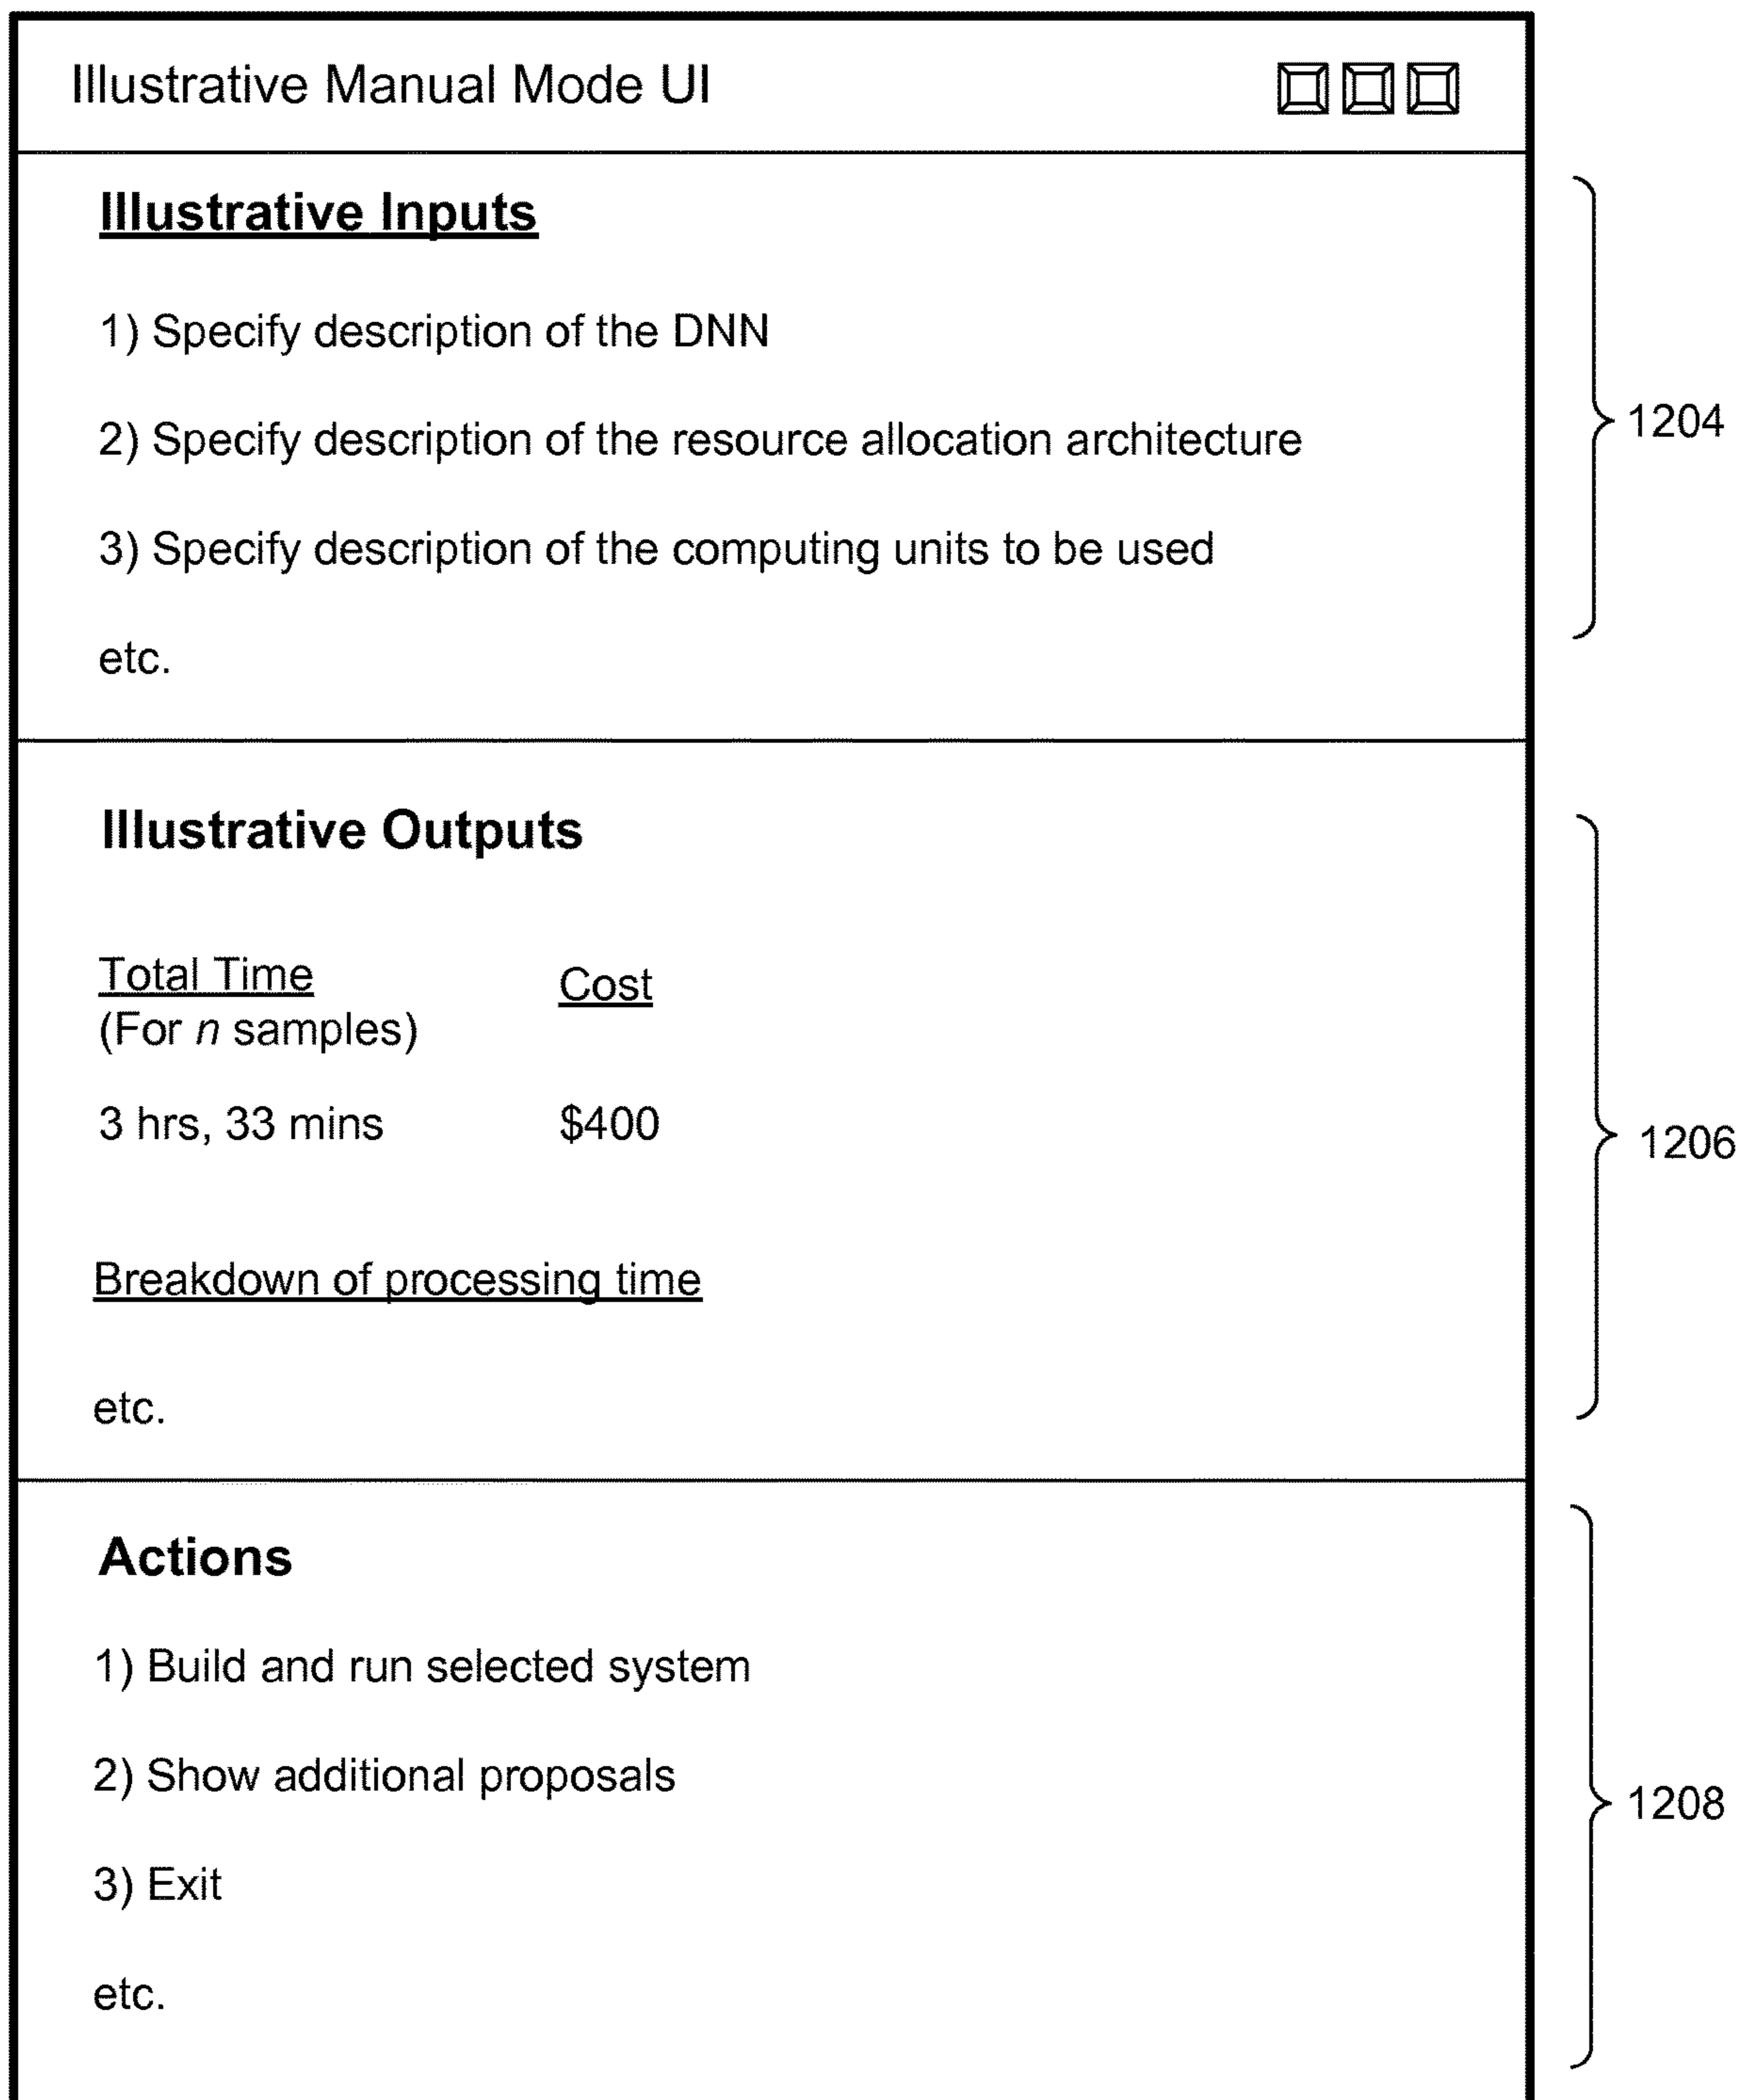 Illustrative Manual Mode UI
Illustrative Inputs
1) Specify description of the DNN
2) Specify description of the resource allocation architecture
3) Specify description of the computing units to be used
etc.
1204
Illustrative Outputs
Total Time
(For n samples)
Cost
3 hrs, 33 mins
$400
Breakdown of processing time
etc.
1206
Actions
1) Build and run selected system
2) Show additional proposals
3) Exit
etc.
1208